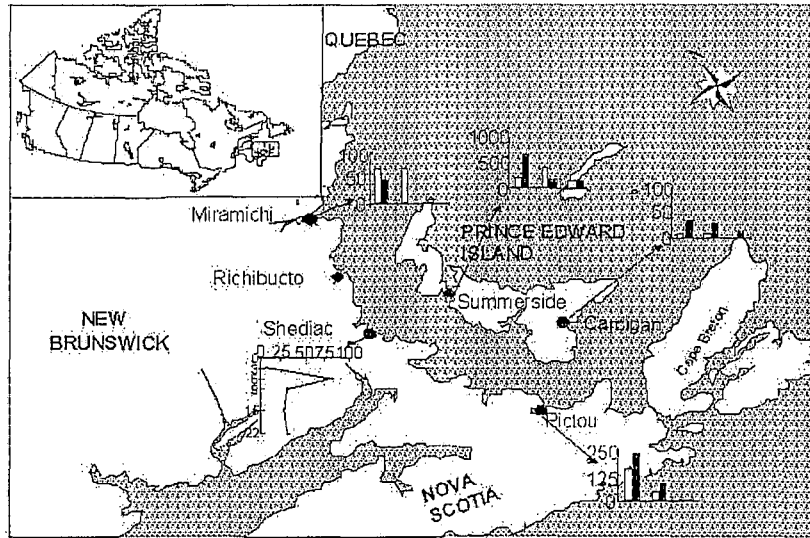 QUEBEC
1000
500
0
100
50
0
100
50
0
Miramichi
PRINCE EDWARD
ISLAND
Richibucto
Summerside
Cardigan
NEW
BRUNSWICK
Shediac
0 25 50 75 100
22
Cape Breton
Pictou
250
125
0
NOVA
SCOTIA